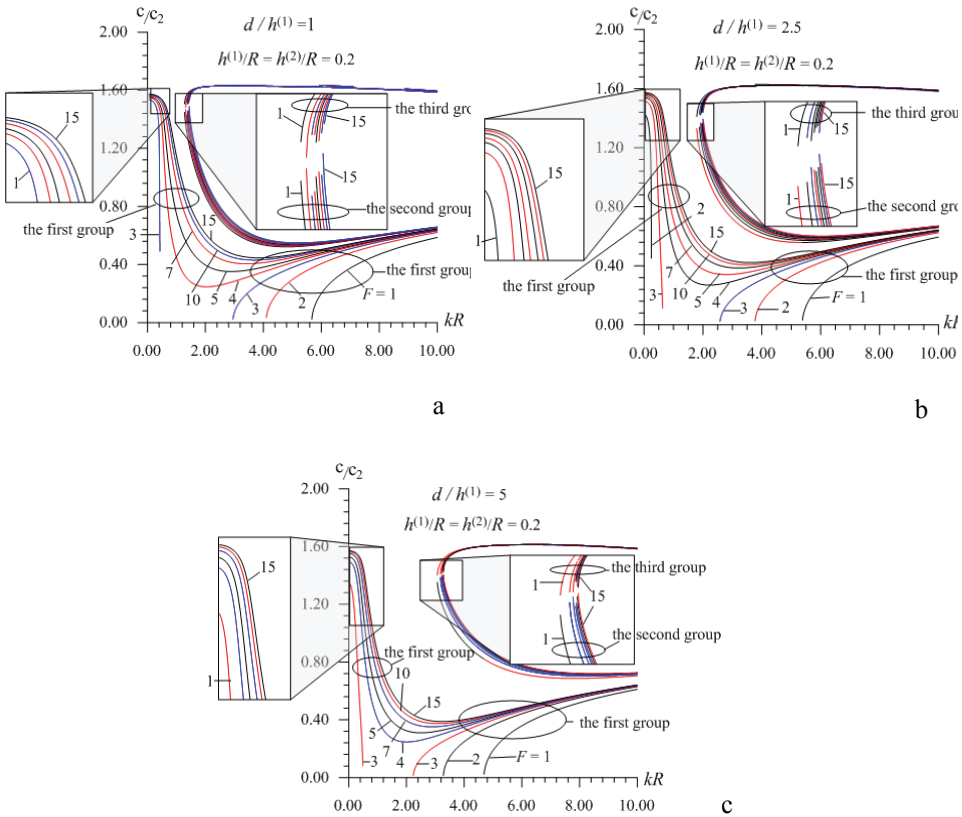 c/c₂
d / h⁽¹⁾ = 1
2.00
h⁽¹⁾/R = h⁽²⁾/R = 0.2
1.60
15
1
the third grou
1
15
1.20
15
1
0.80
the second group
the first group
3
15
7
0.40
10
5
4
3
2
F = 1
the first group
0.00
kR
0.00
2.00
4.00
6.00
8.00
10.00
a
c/c₂
d / h⁽¹⁾ = 2.5
2.00
h⁽¹⁾/R = h⁽²⁾/R = 0.2
1.60
15
1
the third grou
1
15
1.20
15
1
0.80
the second grou
2
15
7
0.40
10
5
4
3
3
2
F = 1
the first group
the first group
0.00
kR
0.00
2.00
4.00
6.00
8.00
10.00
b
c/c₂
2.00
d / h⁽¹⁾ = 5
h⁽¹⁾/R = h⁽²⁾/R = 0.2
1.60
15
1
the third group
1
15
1.20
1
the second group
0.80
the first group
10
15
0.40
5
7
4
3
3
2
F = 1
the first group
0.00
kR
0.00
2.00
4.00
6.00
8.00
10.00
c